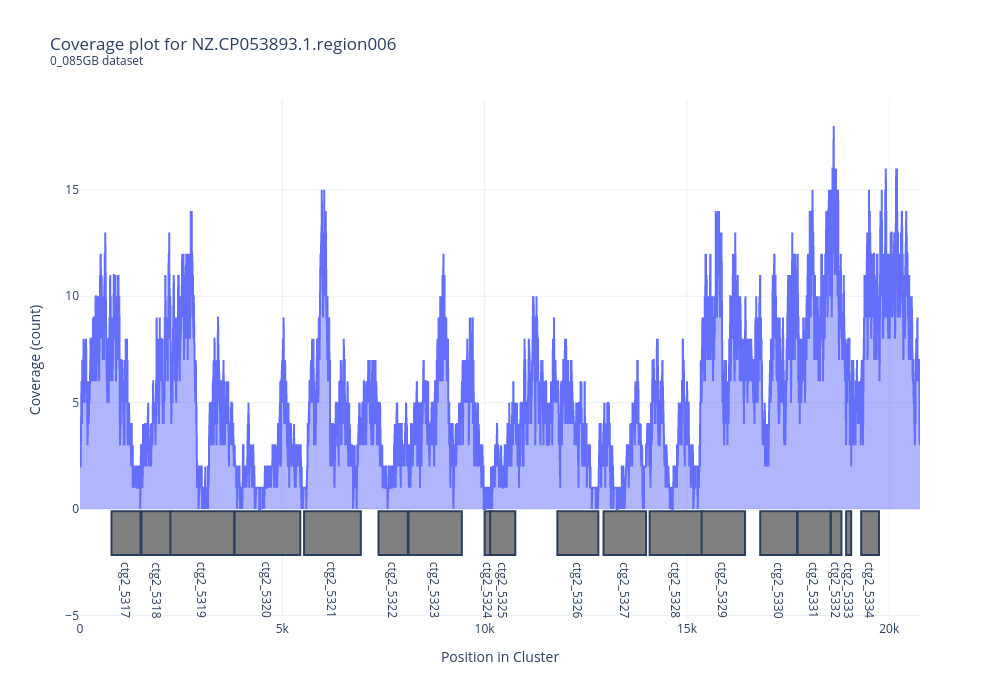 Coverage plot for NZ.CP053893.1.region006
0_085GB dataset
Coverage (count)
15
10
5
0
−5
ctg2_5317
ctg2_5318
ctg2_5319
ctg2_5320
ctg2_5321
ctg2_5322
ctg2_5323
ctg2_5324
ctg2_5325
ctg2_5326
ctg2_5327
ctg2_5328
ctg2_5329
ctg2_5330
ctg2_5331
ctg2_5332
ctg2_5333
ctg2_5334
0
5k
10k
15k
20k
Position in Cluster